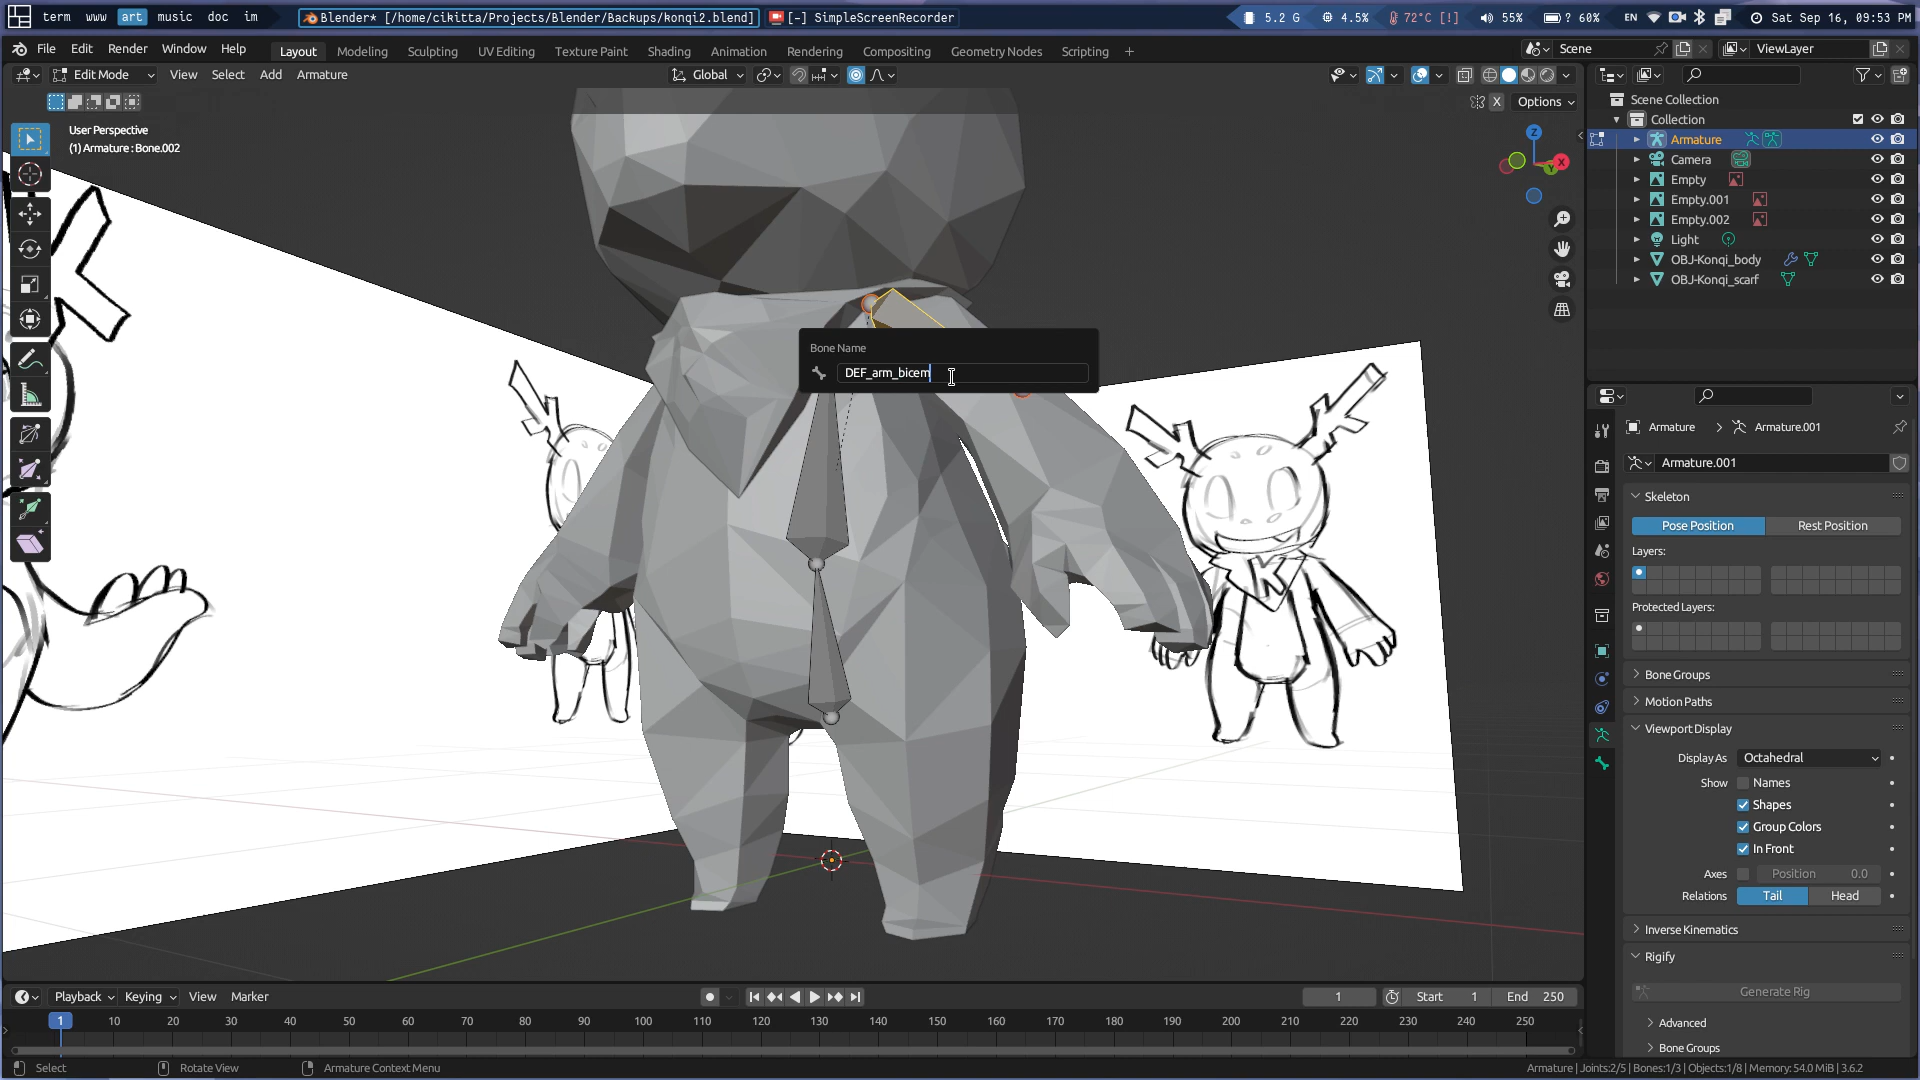 term www art music doc im
Blender* [/home/cikitta/Projects/Blender/Backups/konqi2.blend]
[-] SimpleScreenRecorder
5.2 G 4.5% 72°C [!] 55% ? 60% EN Sat Sep 16, 09:53 PM
File Edit Render Window Help
Layout Modeling Sculpting UV Editing Texture Paint Shading Animation Rendering Compositing Geometry Nodes Scripting +
Scene ViewLayer
Edit Mode View Select Add Armature
Global
X Options
User Perspective
(1) Armature : Bone.002
Z
X
Y
Bone Name
DEF_arm_bicem
K
Scene Collection
Collection
Armature
Camera
Empty
Empty.001
Empty.002
Light
OBJ-Konqi_body
OBJ-Konqi_scarf
Armature > Armature.001
Armature.001
Skeleton
Pose Position Rest Position
Layers:
Protected Layers:
Bone Groups
Motion Paths
Viewport Display
Display As Octahedral
Show Names
Shapes
Group Colors
In Front
Axes Position 0.0
Relations Tail Head
Inverse Kinematics
Rigify
Generate Rig
Advanced
Bone Groups
Playback Keying View Marker
1 Start 1 End 250
1 10 20 30 40 50 60 70 80 90 100 110 120 130 140 150 160 170 180 190 200 210 220 230 240 250
Select Rotate View Armature Context Menu
Armature | Joints:2/5 | Bones:1/3 | Objects:1/8 | Memory: 54.0 MiB | 3.6.2